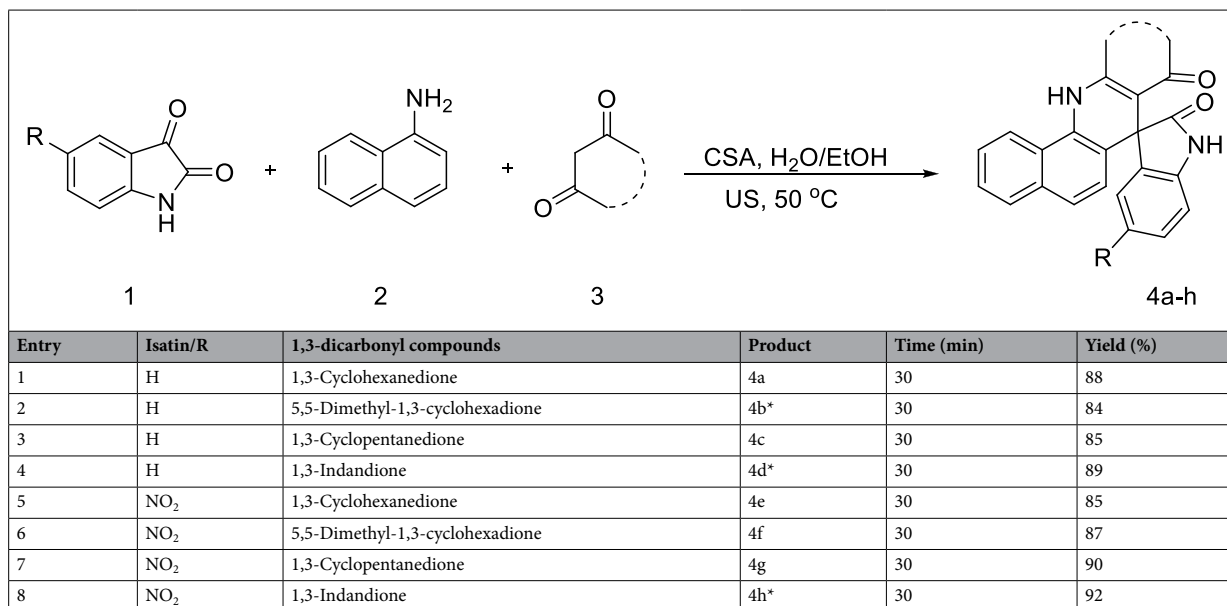 R
O
O
N
H
1
+
NH₂
2
+
O
O
3
CSA, H₂O/EtOH
US, 50 °C
HN
O
O
NH
R
4a-h
Entry Isatin/R 1,3-dicarbonyl compounds Product Time (min) Yield (%)
1 H 1,3-Cyclohexanedione 4a 30 88
2 H 5,5-Dimethyl-1,3-cyclohexadione 4b* 30 84
3 H 1,3-Cyclopentanedione 4c 30 85
4 H 1,3-Indandione 4d* 30 89
5 NO₂ 1,3-Cyclohexanedione 4e 30 85
6 NO₂ 5,5-Dimethyl-1,3-cyclohexadione 4f 30 87
7 NO₂ 1,3-Cyclopentanedione 4g 30 90
8 NO₂ 1,3-Indandione 4h* 30 92